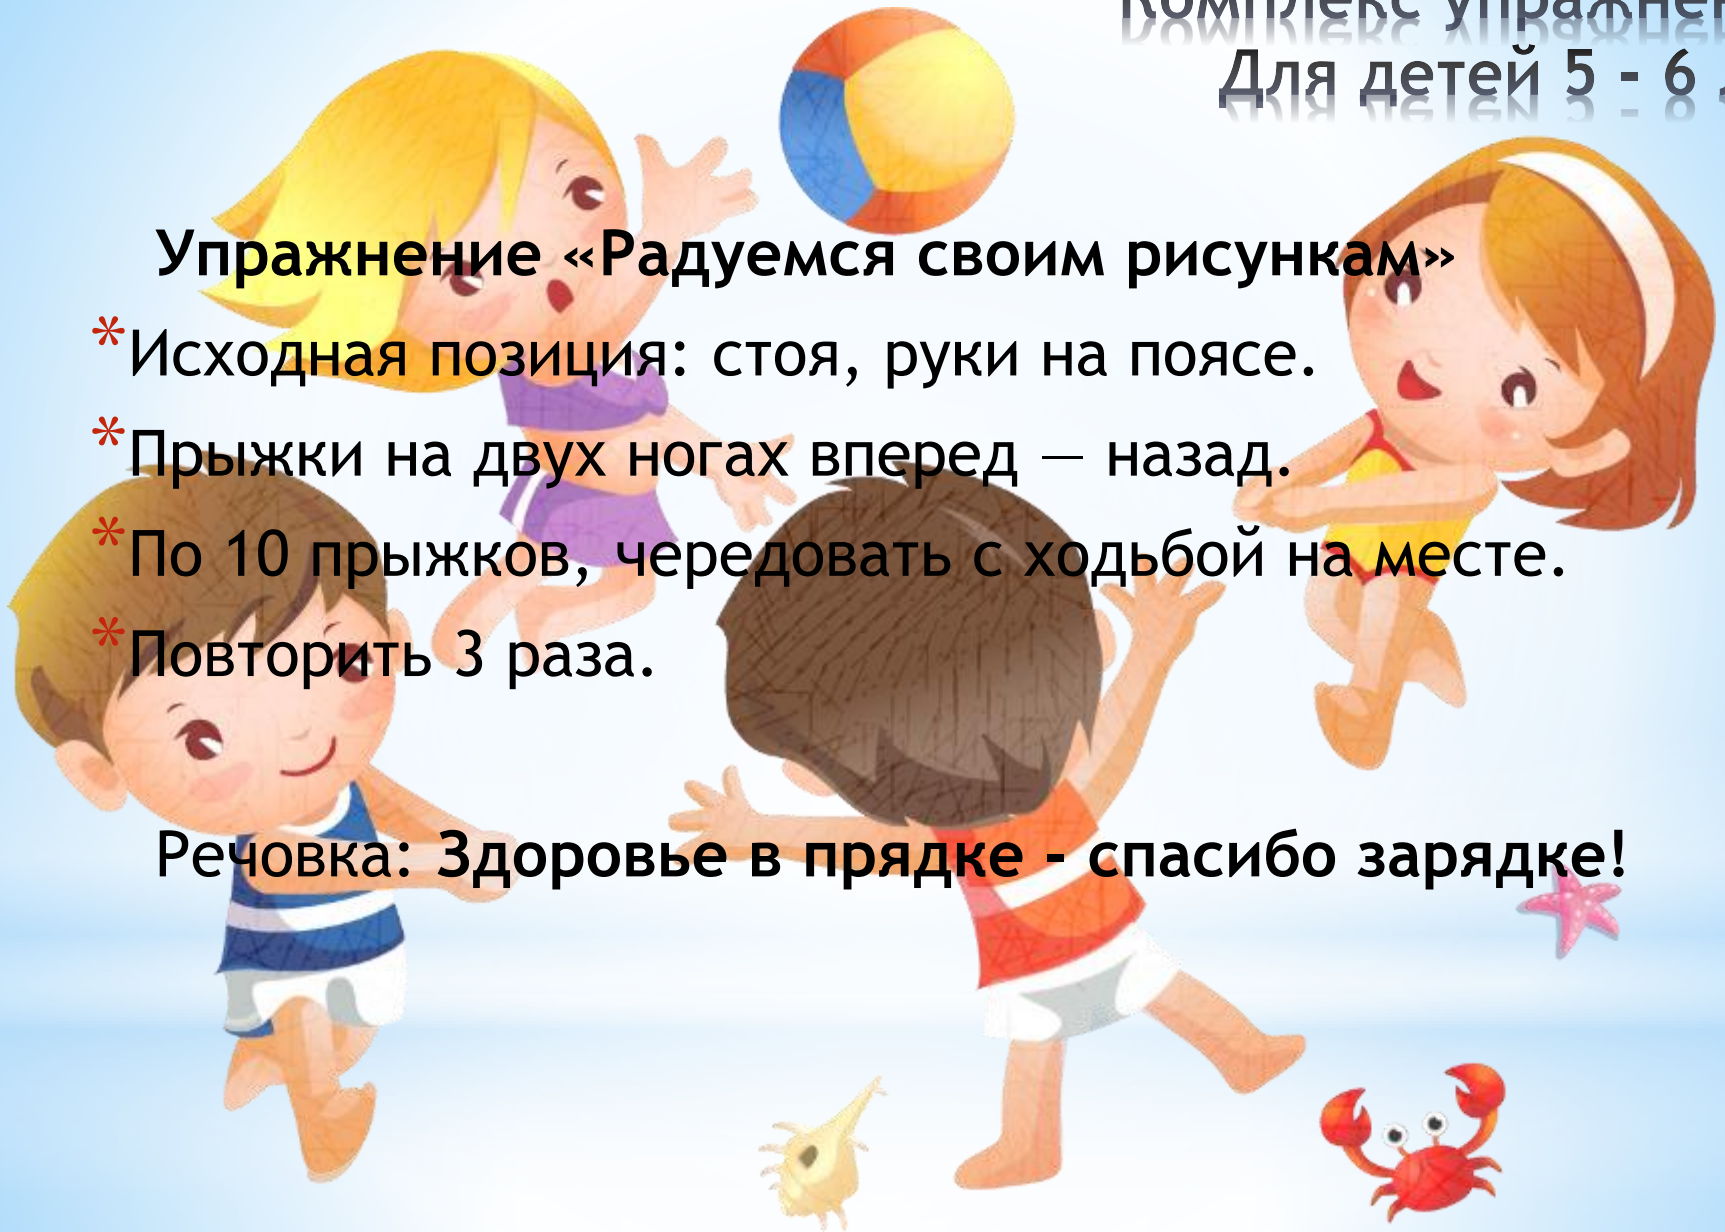 Комплекс
Для детей 5 - 6
Упражнение «Радуемся своим рисункам»
*Исходная позиция: стоя, руки на поясе.
*Прыжки на двух ногах вперед — назад.
*По 10 прыжков, чередовать с ходьбой на месте.
*Повторить 3 раза.
Речовка: Здоровье в прядке - спасибо зарядке!